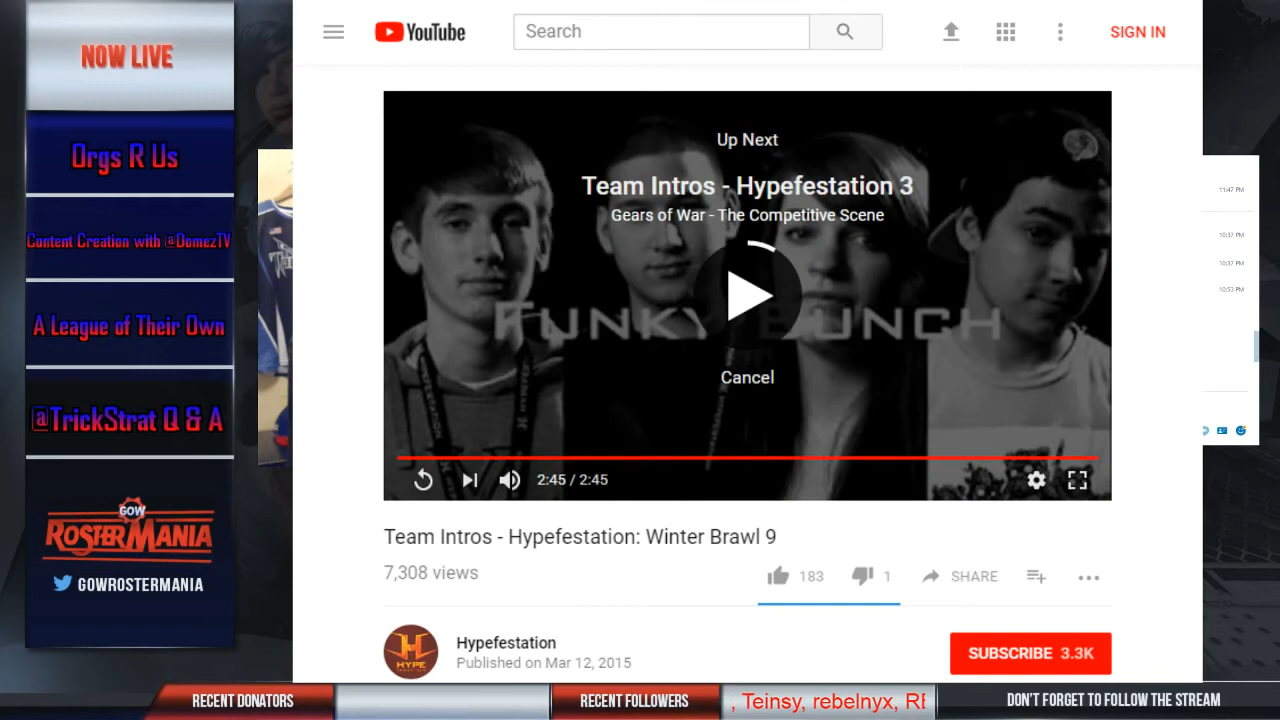 NOW LIVE
Orgs R Us
Content Creation with @DomezTV
A League of Their Own
@TrickStrat Q & A
GOW
ROSTERMANIA
GOWROSTERMANIA
YouTube
Search
SIGN IN
Up Next
Team Intros - Hypefestation 3
Gears of War - The Competitive Scene
FUNKY BUNCH
Cancel
2:45 / 2:45
Team Intros - Hypefestation: Winter Brawl 9
7,308 views
183
1
SHARE
HYPE
Hypefestation
Published on Mar 12, 2015
SUBSCRIBE 3.3K
11:47 PM
10:37 PM
10:37 PM
10:53 PM
RECENT DONATORS
RECENT FOLLOWERS
, Teinsy, rebelnyx, RE
DON'T FORGET TO FOLLOW THE STREAM